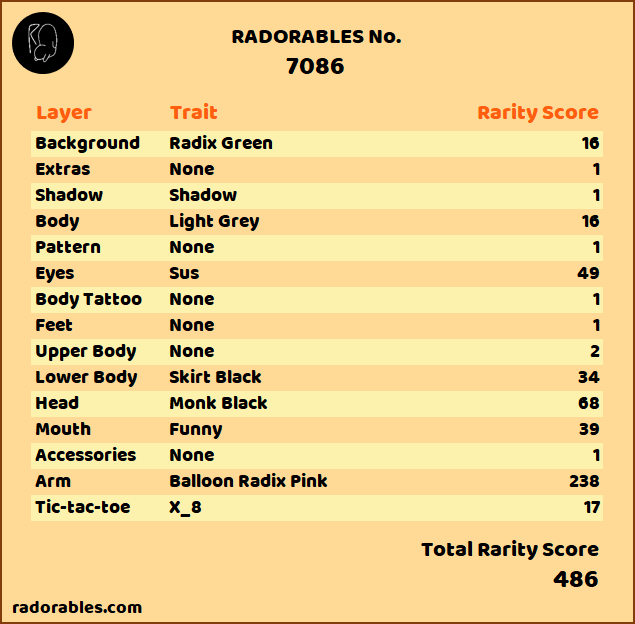 RADORABLES No.
7086
Layer Trait Rarity Score
Background Radix Green 16
Extras None 1
Shadow Shadow 1
Body Light Grey 16
Pattern None 1
Eyes Sus 49
Body Tattoo None 1
Feet None 1
Upper Body None 2
Lower Body Skirt Black 34
Head Monk Black 68
Mouth Funny 39
Accessories None 1
Arm Balloon Radix Pink 238
Tic-tac-toe X_8 17
Total Rarity Score
486
radorables.com